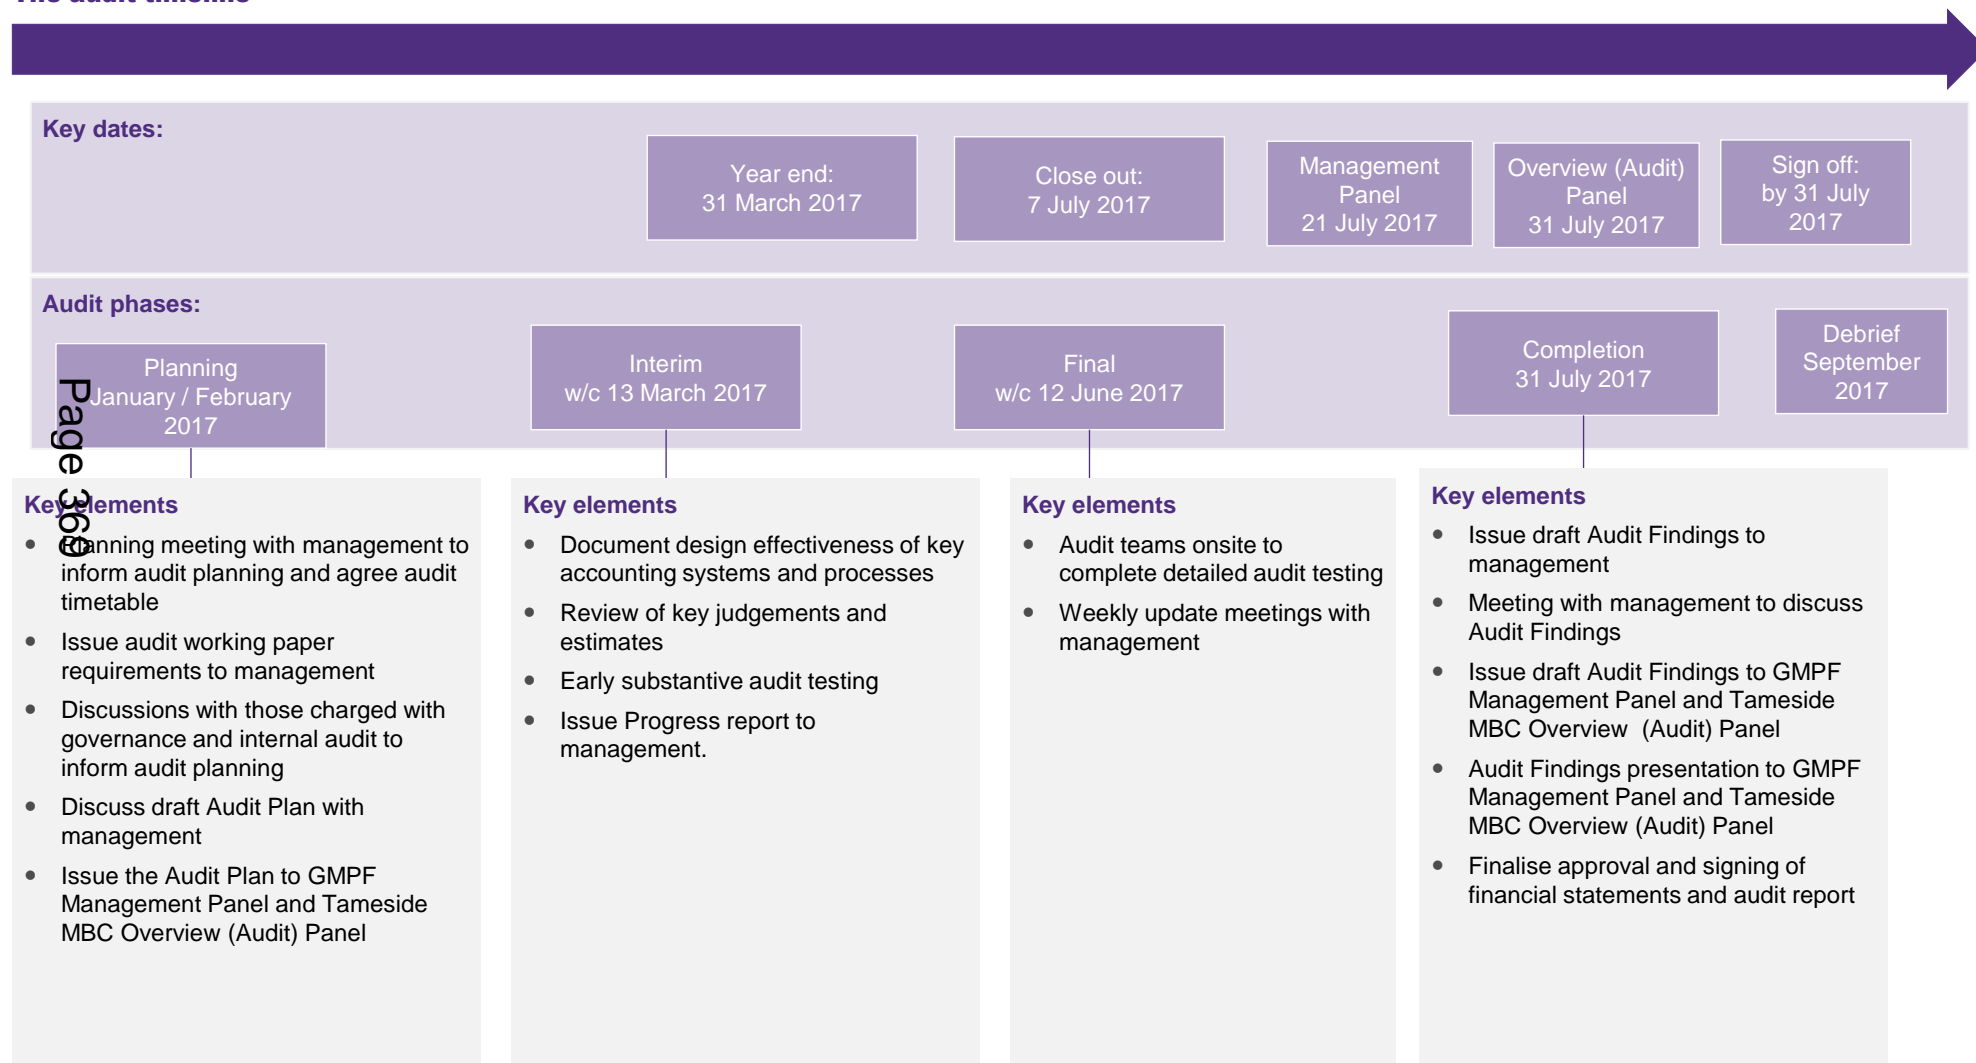 The audit timeline
Key dates:
Year end:
31 March 2017
Close out:
7 July 2017
Management
Panel
21 July 2017
Overview (Audit)
Panel
31 July 2017
Sign off:
by 31 July
2017
Audit phases:
Planning
January / February
2017
Interim
w/c 13 March 2017
Final
w/c 12 June 2017
Completion
31 July 2017
Debrief
September
2017
Page 369
Key elements
• Planning meeting with management to
inform audit planning and agree audit
timetable
• Issue audit working paper
requirements to management
• Discussions with those charged with
governance and internal audit to
inform audit planning
• Discuss draft Audit Plan with
management
• Issue the Audit Plan to GMPF
Management Panel and Tameside
MBC Overview (Audit) Panel
Key elements
• Document design effectiveness of key
accounting systems and processes
• Review of key judgements and
estimates
• Early substantive audit testing
• Issue Progress report to
management.
Key elements
• Audit teams onsite to
complete detailed audit testing
• Weekly update meetings with
management
Key elements
• Issue draft Audit Findings to
management
• Meeting with management to discuss
Audit Findings
• Issue draft Audit Findings to GMPF
Management Panel and Tameside
MBC Overview (Audit) Panel
• Audit Findings presentation to GMPF
Management Panel and Tameside
MBC Overview (Audit) Panel
• Finalise approval and signing of
financial statements and audit report